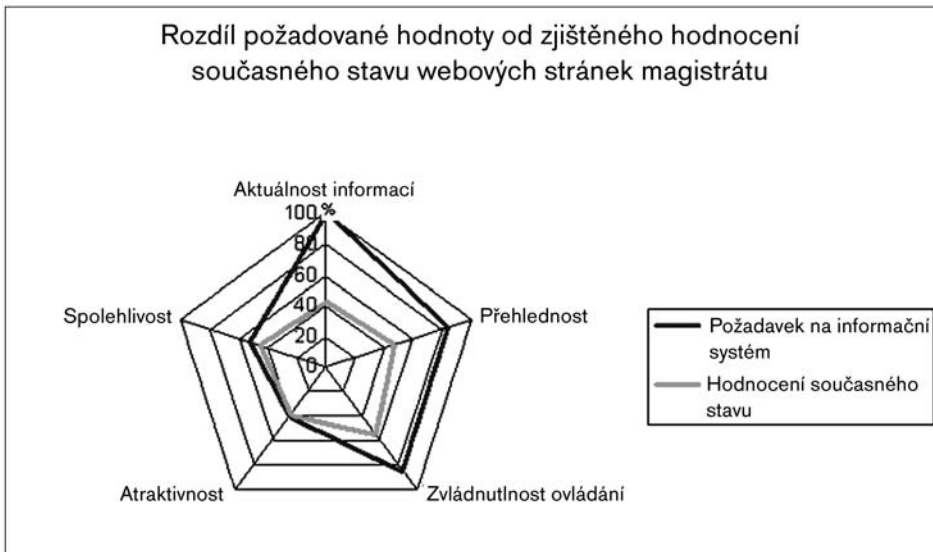 Rozdíl požadované hodnoty od zjištěného hodnocení
současného stavu webových stránek magistrátu
Aktuálnost informací
100 %
80
60
40
20
0
Spolehlivost
Přehlednost
Atraktivnost
Zvládnutlnost ovládání
Požadavek na informační
systém
Hodnocení současného
stavu